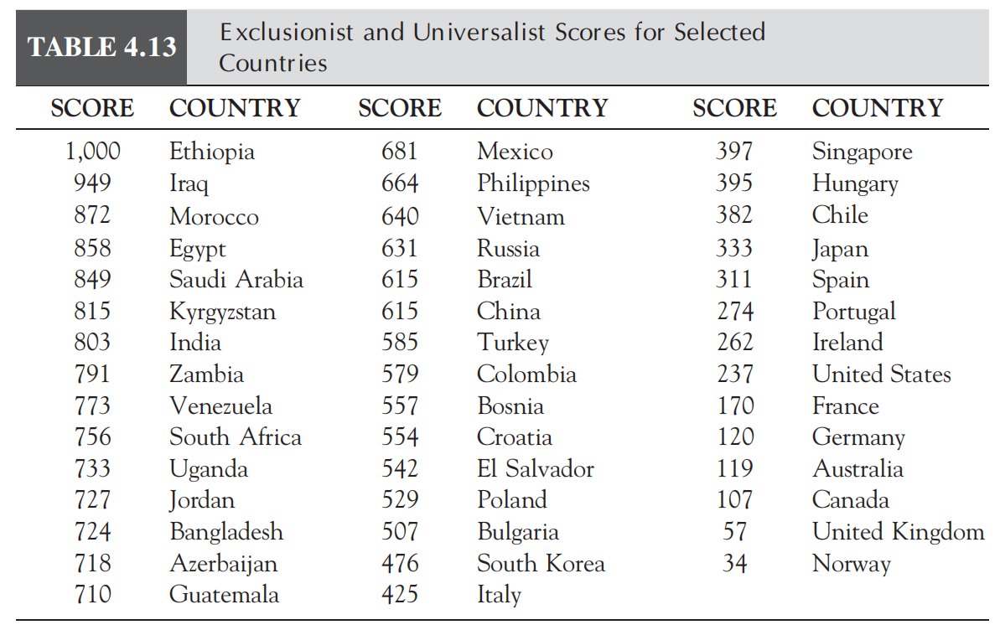 TABLE 4.13
Exclusionist and Universalist Scores for Selected
Countries
SCORE COUNTRY SCORE COUNTRY SCORE COUNTRY
1,000 Ethiopia 681 Mexico 397 Singapore
949 Iraq 664 Philippines 395 Hungary
872 Morocco 640 Vietnam 382 Chile
858 Egypt 631 Russia 333 Japan
849 Saudi Arabia 615 Brazil 311 Spain
815 Kyrgyzstan 615 China 274 Portugal
803 India 585 Turkey 262 Ireland
791 Zambia 579 Colombia 237 United States
773 Venezuela 557 Bosnia 170 France
756 South Africa 554 Croatia 120 Germany
733 Uganda 542 El Salvador 119 Australia
727 Jordan 529 Poland 107 Canada
724 Bangladesh 507 Bulgaria 57 United Kingdom
718 Azerbaijan 476 South Korea 34 Norway
710 Guatemala 425 Italy